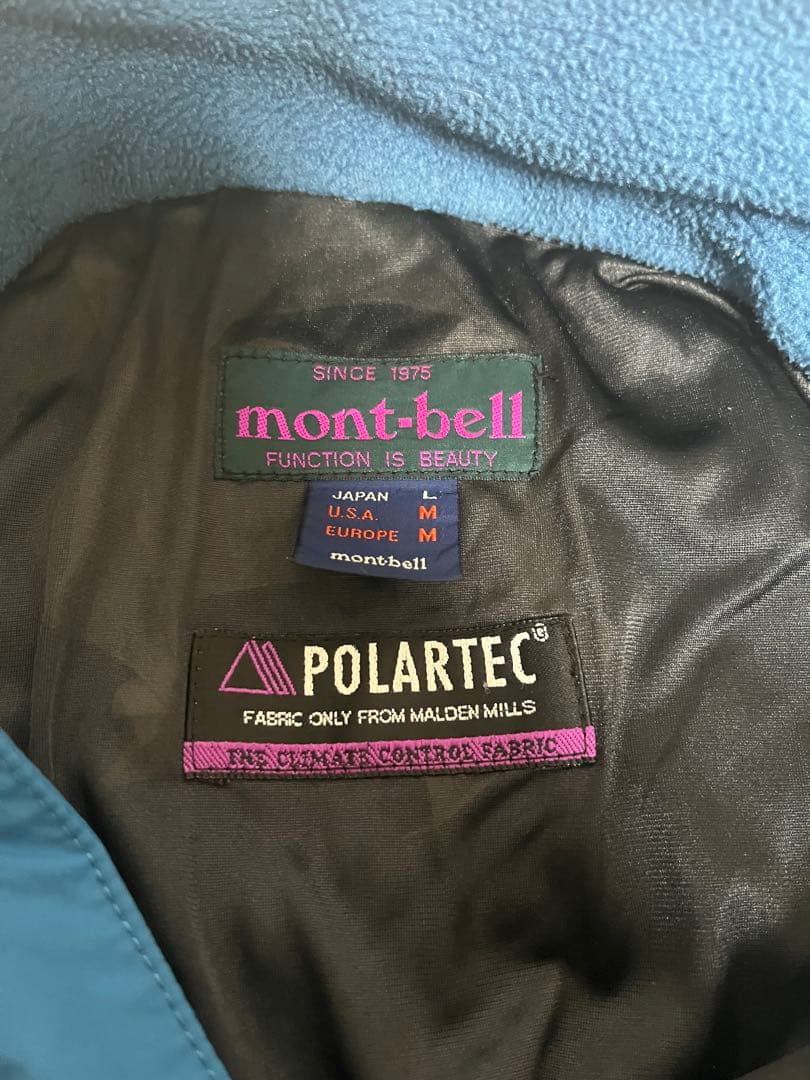 SINCE 1975
mont-bell
FUNCTION IS BEAUTY
JAPAN L
U.S.A. M
EUROPE M
mont-bell
POLARTEC®
FABRIC ONLY FROM MALDEN MILLS
THE CLIMATE CONTROL FABRIC